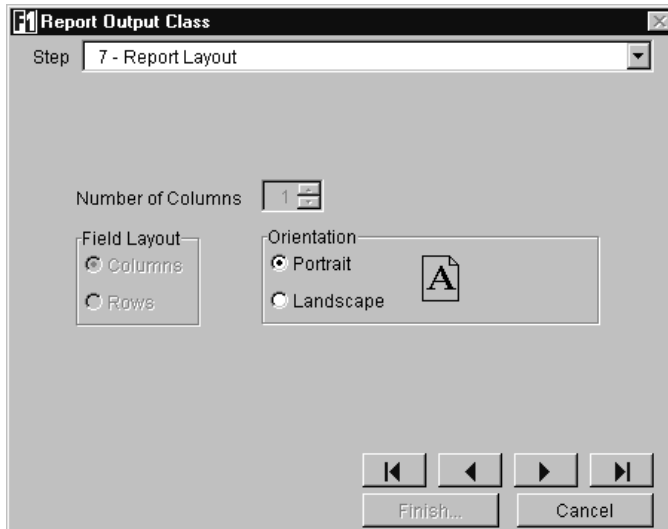 F1 Report Output Class
Step 7 - Report Layout
Number of Columns 1
Field Layout
Columns
Rows
Orientation
Portrait
Landscape
A
Finish...
Cancel